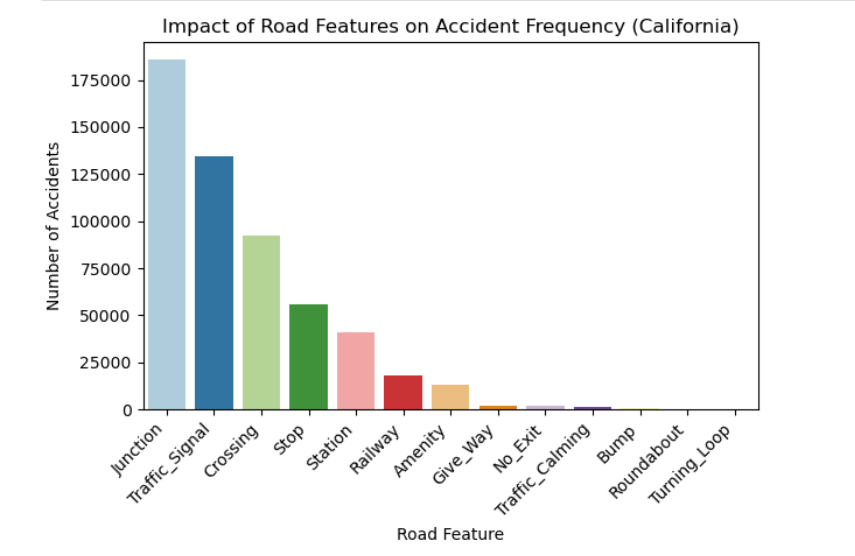 Impact of Road Features on Accident Frequency (California)
175000
150000
125000
100000
75000
50000
25000
0
Number of Accidents
Junction
Traffic_Signal
Crossing
Stop
Station
Railway
Amenity
Give_Way
No_Exit
Traffic_Calming
Bump
Roundabout
Turning_Loop
Road Feature